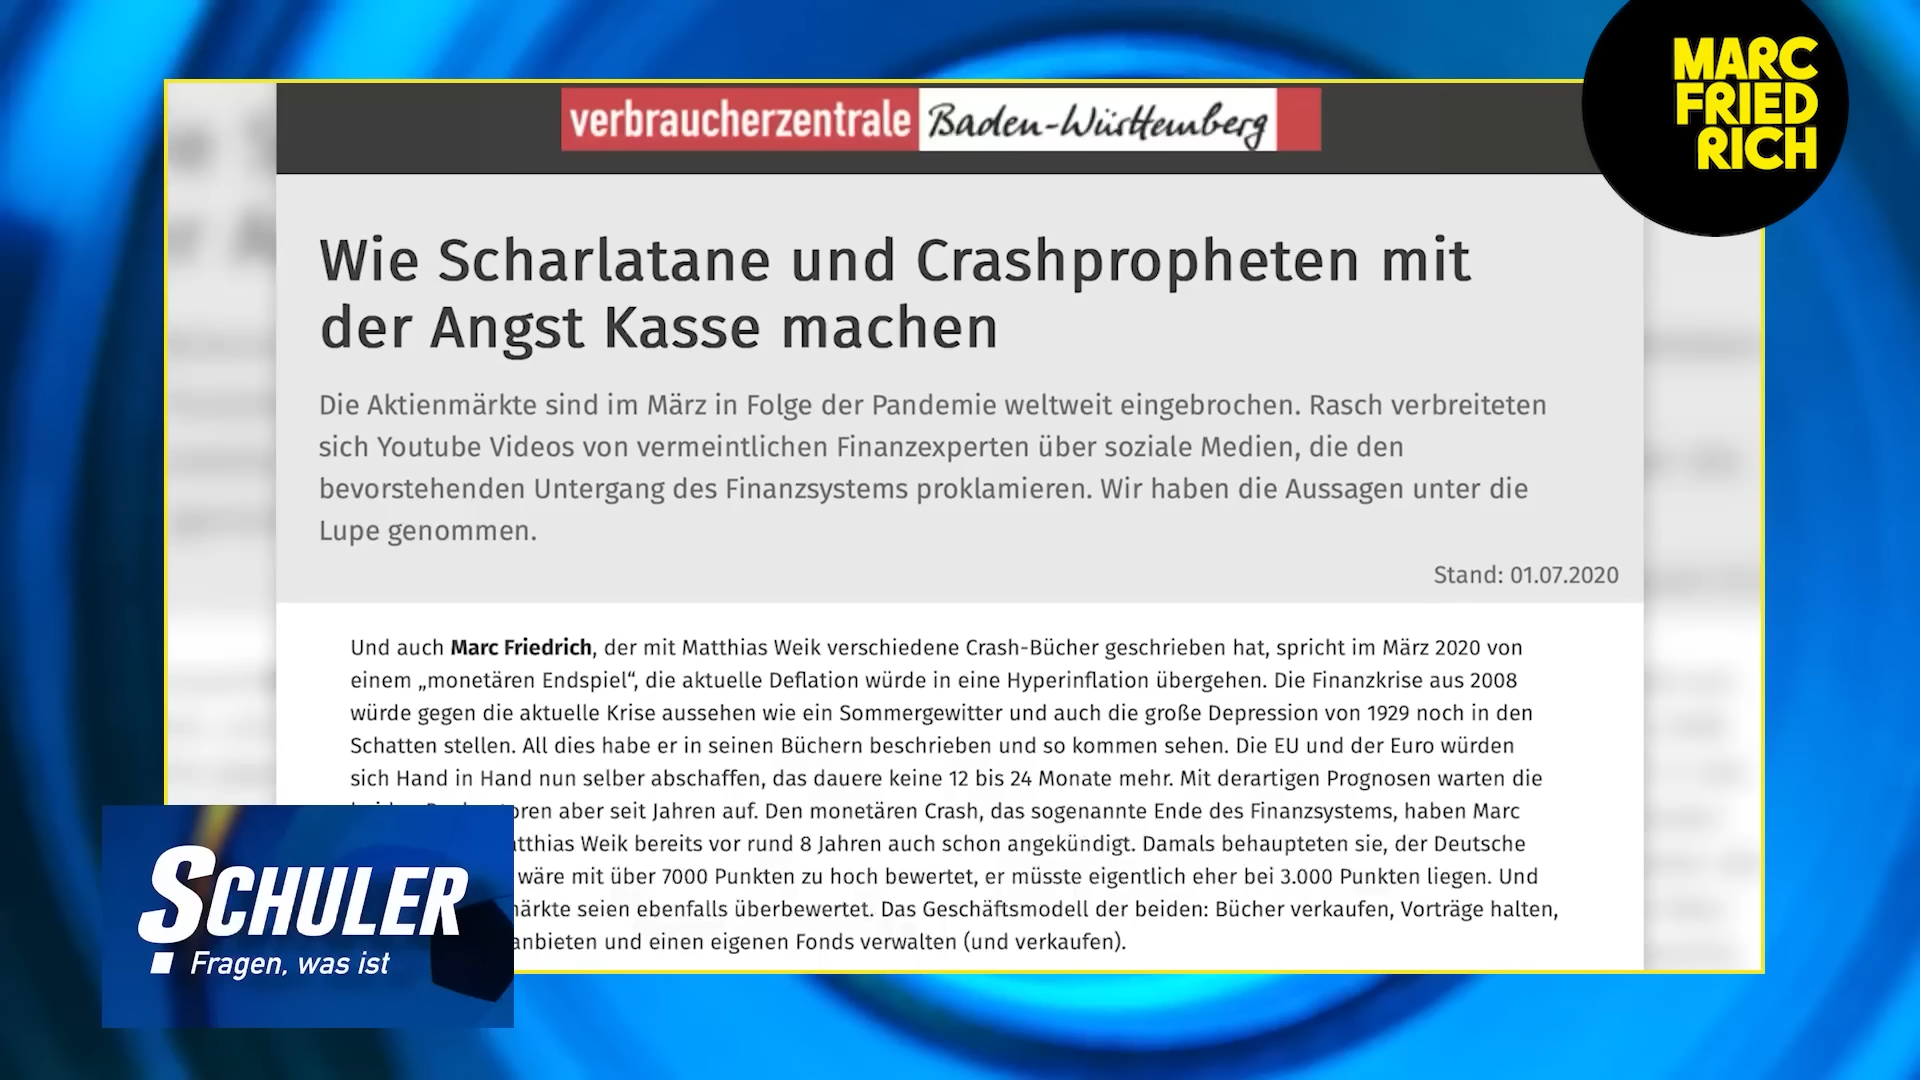 verbraucherzentrale Baden-Württemberg
MARC
FRIED
RICH
Wie Scharlatane und Crashpropheten mit
der Angst Kasse machen
Die Aktienmärkte sind im März in Folge der Pandemie weltweit eingebrochen. Rasch verbreiteten
sich Youtube Videos von vermeintlichen Finanzexperten über soziale Medien, die den
bevorstehenden Untergang des Finanzsystems proklamieren. Wir haben die Aussagen unter die
Lupe genommen.
Stand: 01.07.2020
Und auch Marc Friedrich, der mit Matthias Weik verschiedene Crash-Bücher geschrieben hat, spricht im März 2020 von
einem „monetären Endspiel“, die aktuelle Deflation würde in eine Hyperinflation übergehen. Die Finanzkrise aus 2008
würde gegen die aktuelle Krise aussehen wie ein Sommergewitter und auch die große Depression von 1929 noch in den
Schatten stellen. All dies habe er in seinen Büchern beschrieben und so kommen sehen. Die EU und der Euro würden
sich Hand in Hand nun selber abschaffen, das dauere keine 12 bis 24 Monate mehr. Mit derartigen Prognosen warten die
oren aber seit Jahren auf. Den monetären Crash, das sogenannte Ende des Finanzsystems, haben Marc
atthias Weik bereits vor rund 8 Jahren auch schon angekündigt. Damals behaupteten sie, der Deutsche
wäre mit über 7000 Punkten zu hoch bewertet, er müsste eigentlich eher bei 3.000 Punkten liegen. Und
märkte seien ebenfalls überbewertet. Das Geschäftsmodell der beiden: Bücher verkaufen, Vorträge halten,
anbieten und einen eigenen Fonds verwalten (und verkaufen).
SCHULER
Fragen, was ist